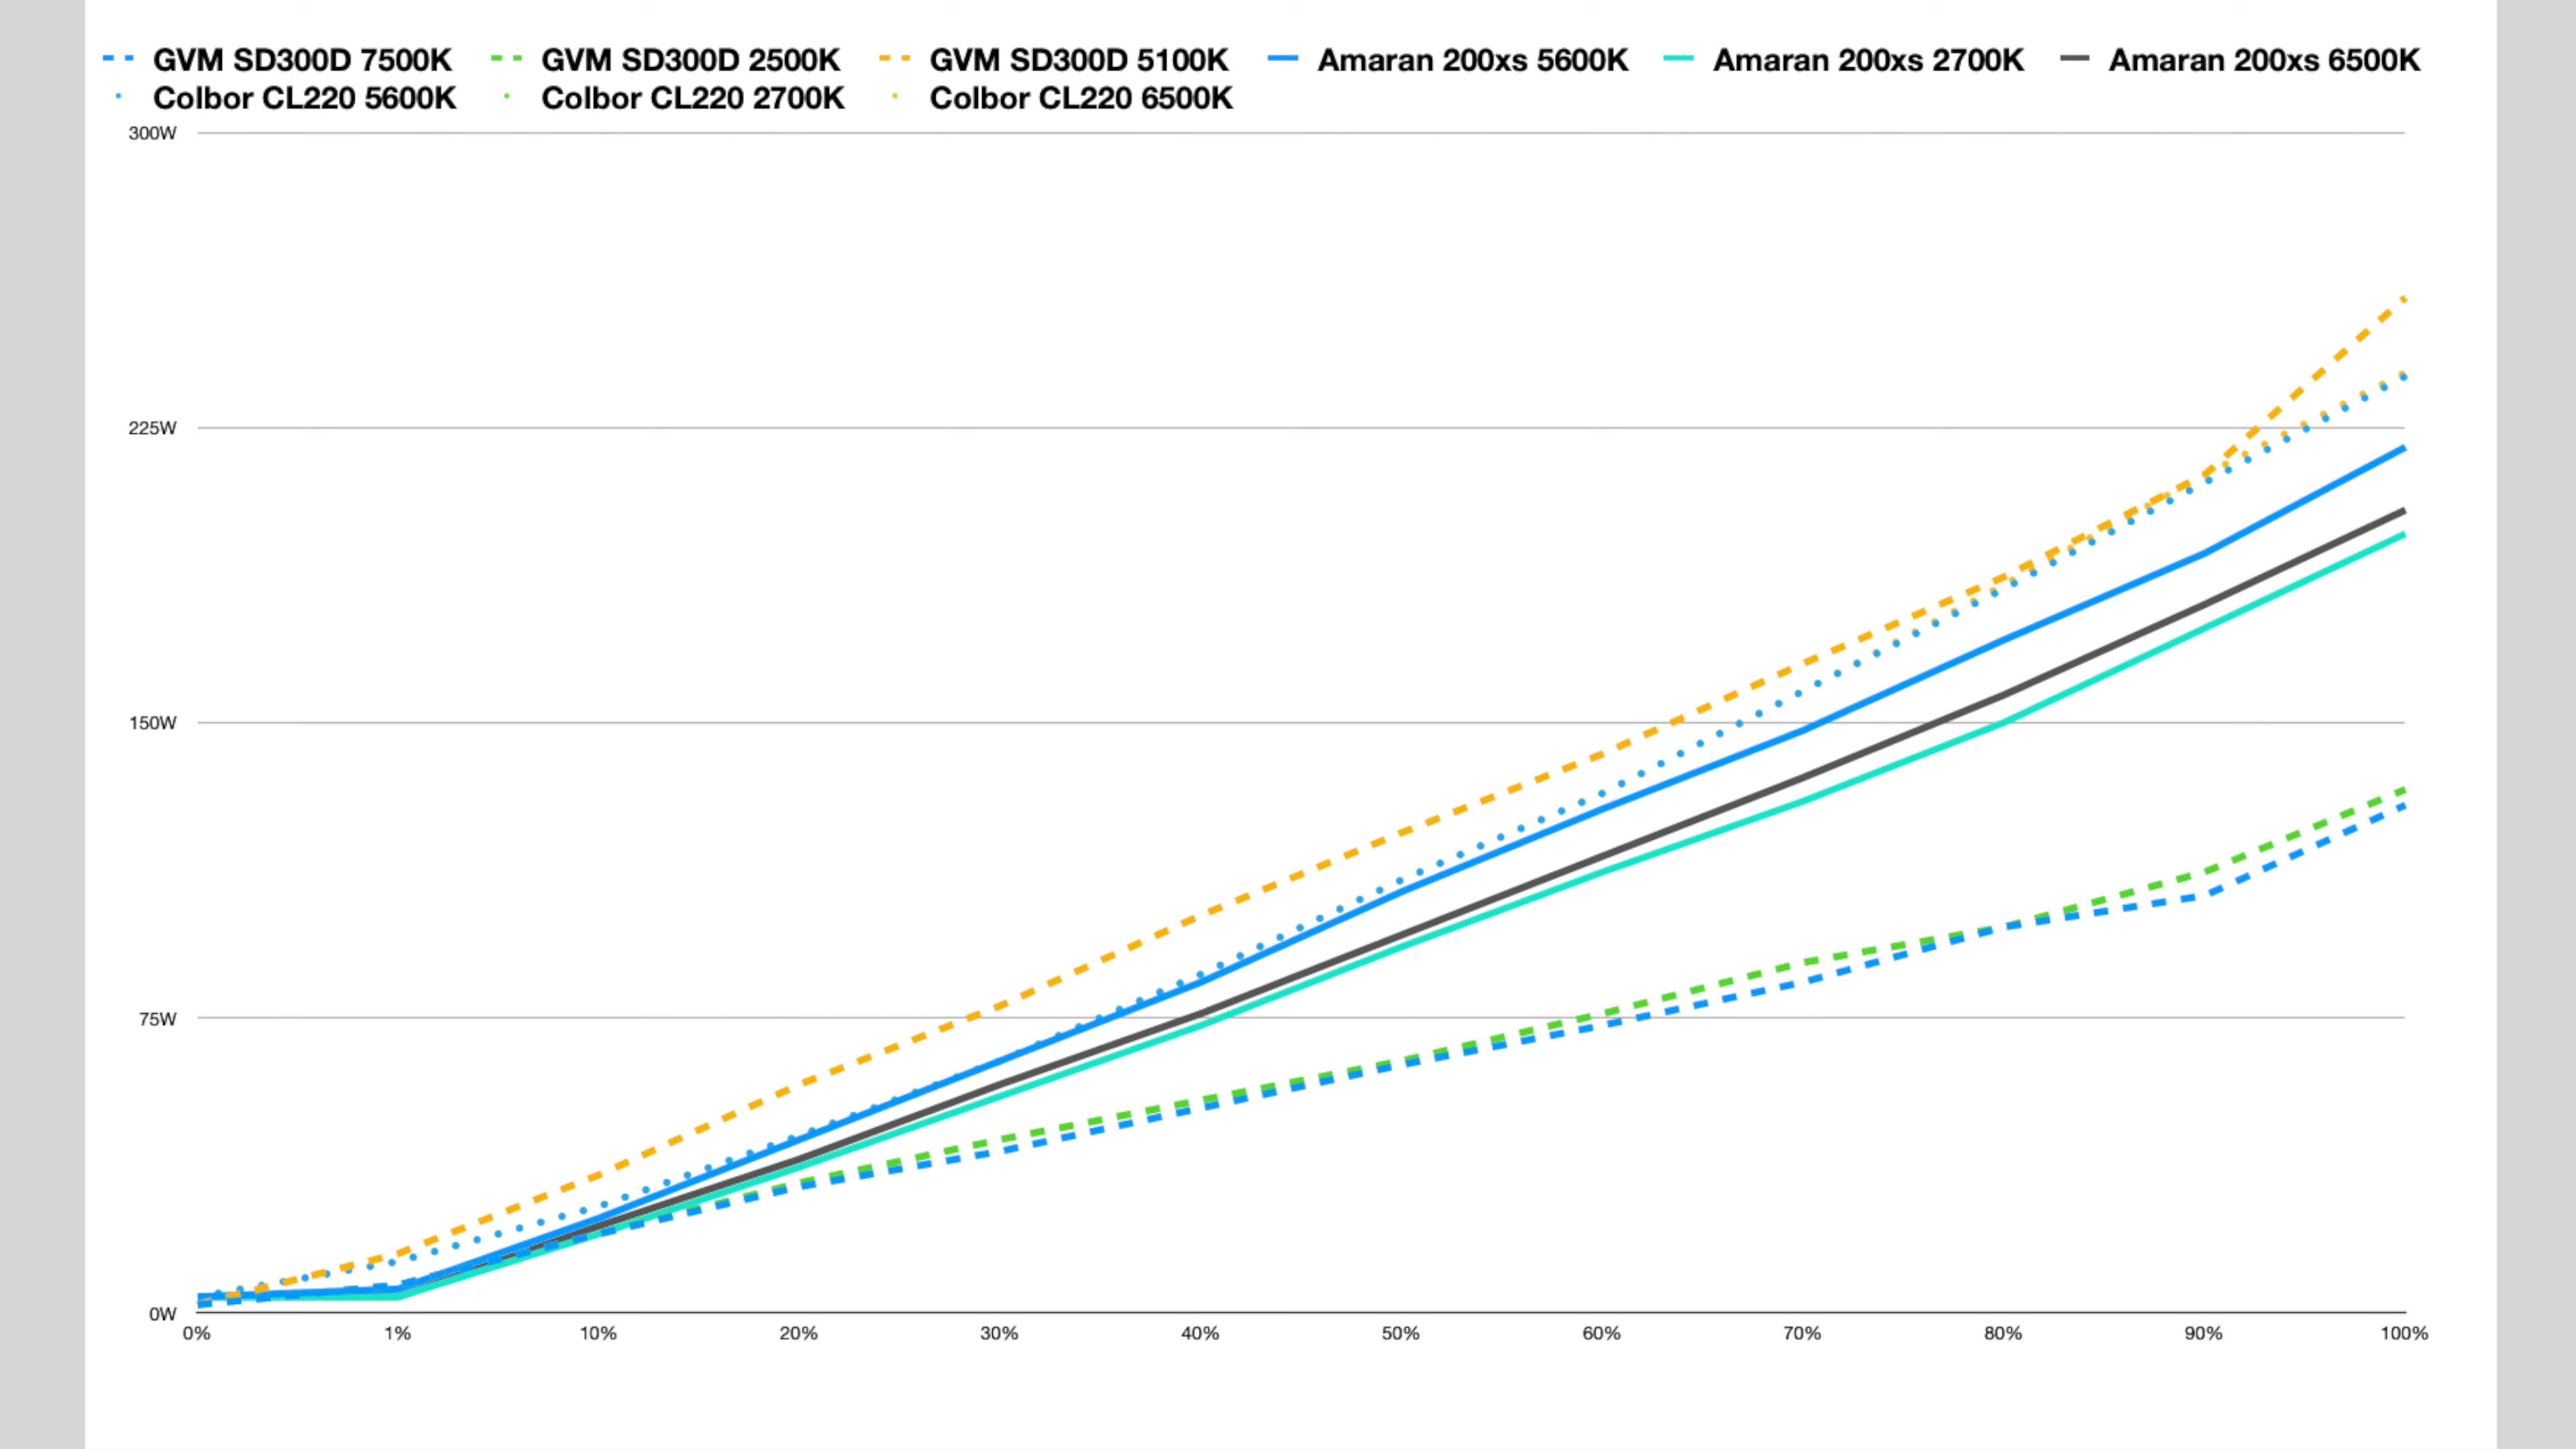 GVM SD300D 7500K GVM SD300D 2500K GVM SD300D 5100K Amaran 200xs 5600K Amaran 200xs 2700K Amaran 200xs 6500K
Colbor CL220 5600K Colbor CL220 2700K Colbor CL220 6500K
300W
225W
150W
75W
0W
0% 1% 10% 20% 30% 40% 50% 60% 70% 80% 90% 100%